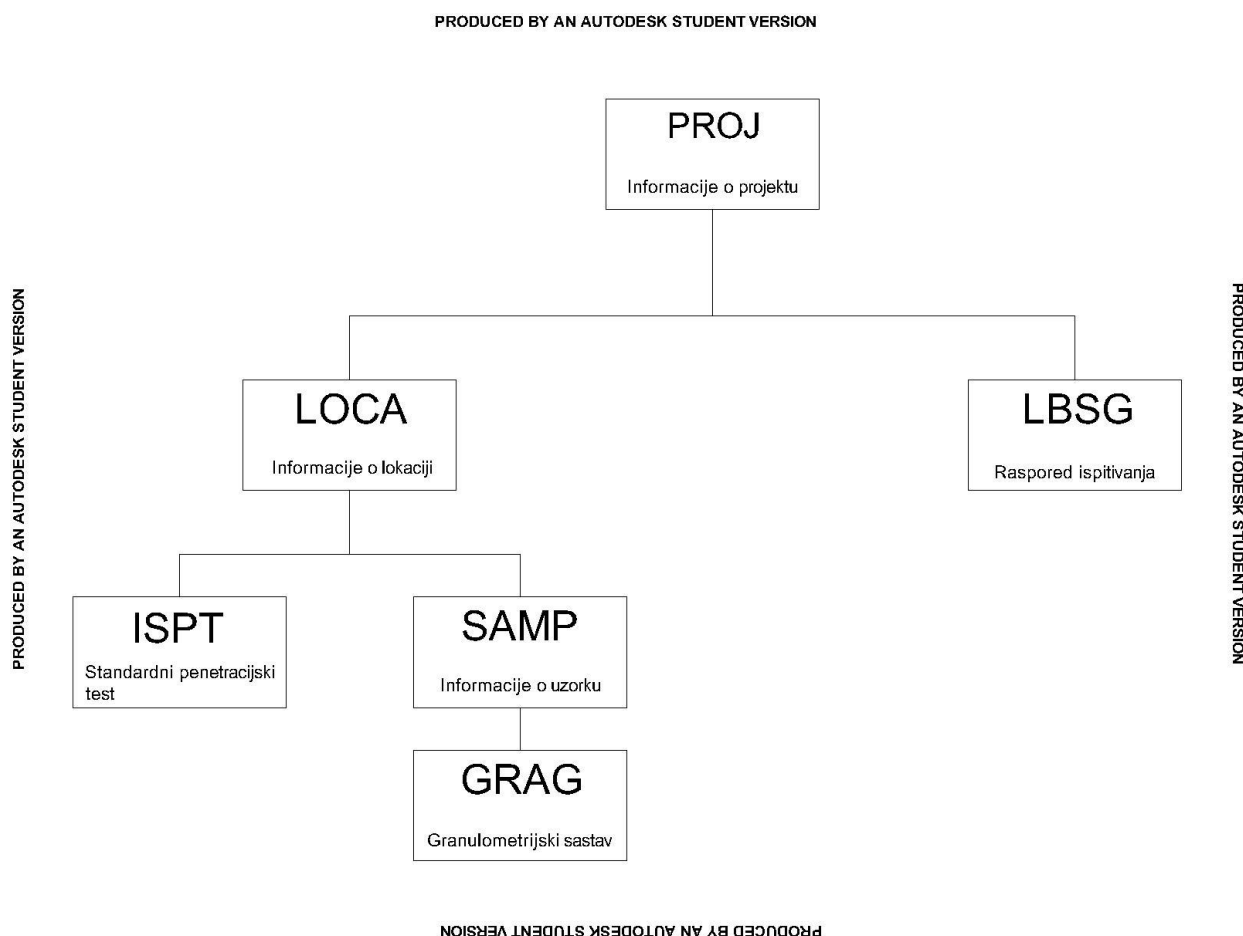 PRODUCED BY AN AUTODESK STUDENT VERSION
PROJ
Informacije o projektu
PRODUCED BY AN AUTODESK STUDENT VERSION
PRODUCED BY AN AUTODESK STUDENT VERSION
LOCA
Informacije o lokaciji
LBSG
Raspored ispitivanja
ISPT
Standardni penetracijski
test
SAMP
Informacije o uzorku
GRAG
Granulometrijski sastav
PRODUCED BY AN AUTODESK STUDENT VERSION